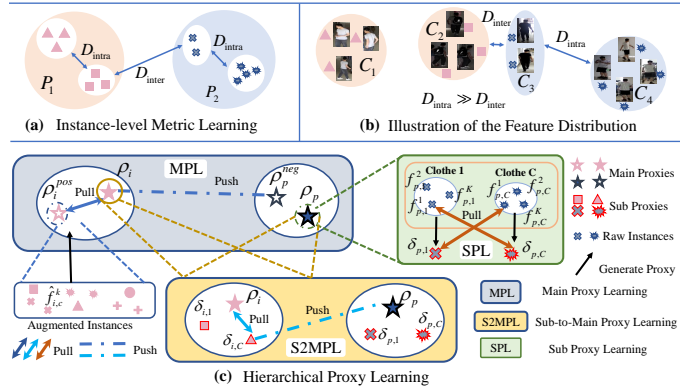 D_intra
D_inter
D_intra
P_1
P_2
(a) Instance-level Metric Learning
D_inter
C_2
D_intra
C_1
C_3
C_4
D_intra ≫ D_inter
(b) Illustration of the Feature Distribution
MPL
ρ_i
ρ_i^pos
Pull
Push
ρ_p^neg
ρ_p
Clothe 1
Clothe C
f_{p,1}^2
f_{p,1}^1
f_{p,1}^K
f_{p,C}^1
f_{p,C}^2
f_{p,C}^K
Pull
δ_{p,1}
SPL
δ_{p,C}
Main Proxies
Sub Proxies
Raw Instances
Generate Proxy
MPL Main Proxy Learning
S2MPL Sub-to-Main Proxy Learning
SPL Sub Proxy Learning
f̂_{i,c}^k
Augmented Instances
Pull
Push
δ_{i,1}
ρ_i
Pull
δ_{i,C}
Push
S2MPL
ρ_p
δ_{p,1}
δ_{p,C}
(c) Hierarchical Proxy Learning